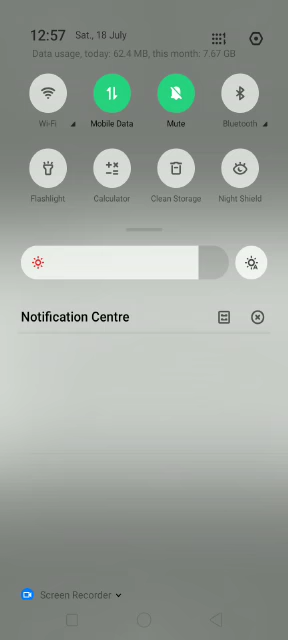 12:57 Sat., 18 July
Data usage, today: 62.4 MB, this month: 7.67 GB
Wi-Fi Mobile Data Mute Bluetooth
Flashlight Calculator Clean Storage Night Shield
Notification Centre
Screen Recorder